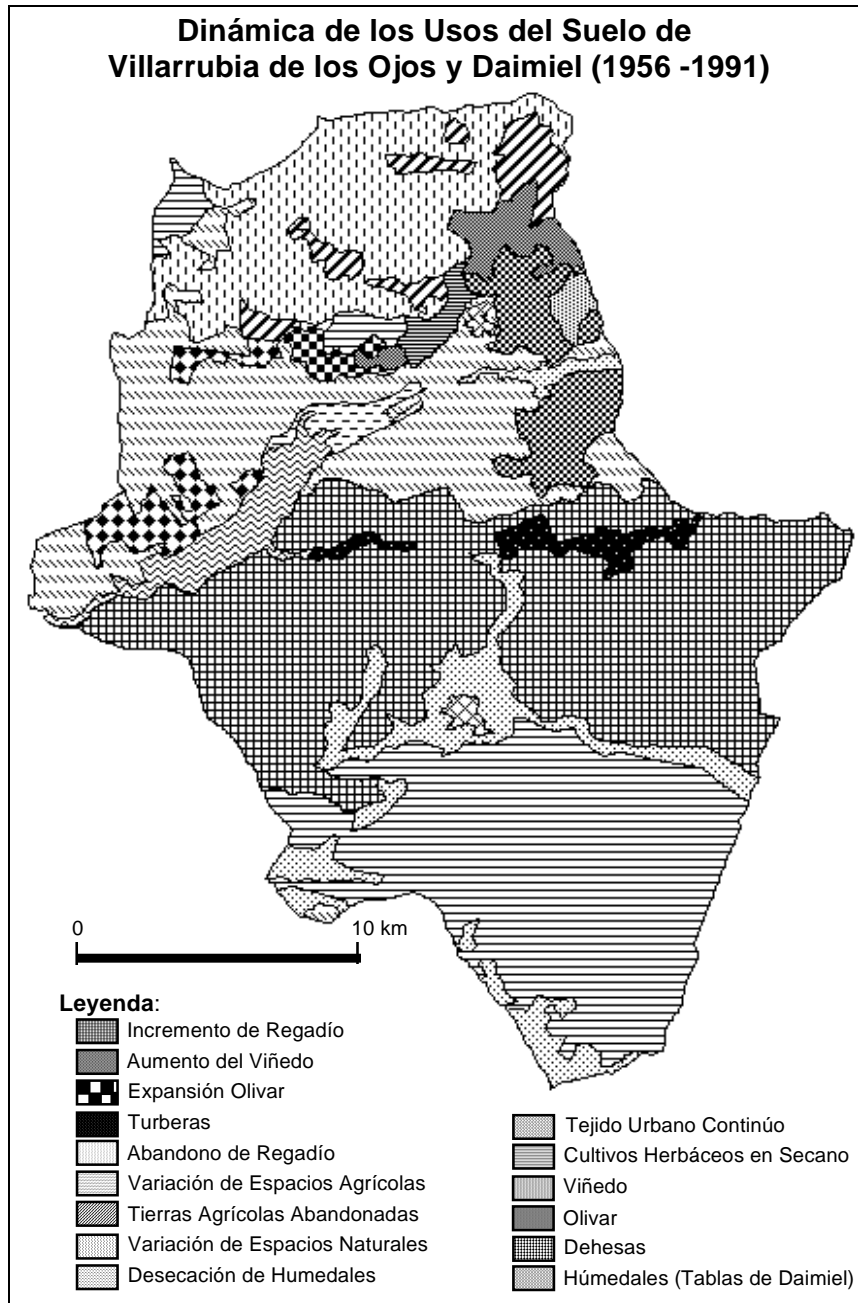 Dinámica de los Usos del Suelo de
Villarrubia de los Ojos y Daimiel (1956 -1991)
0
10 km
Leyenda:
Incremento de Regadío
Aumento del Viñedo
Expansión Olivar
Turberas
Abandono de Regadío
Variación de Espacios Agrícolas
Tierras Agrícolas Abandonadas
Variación de Espacios Naturales
Desecación de Humedales
Tejido Urbano Continúo
Cultivos Herbáceos en Secano
Viñedo
Olivar
Dehesas
Húmedales (Tablas de Daimiel)